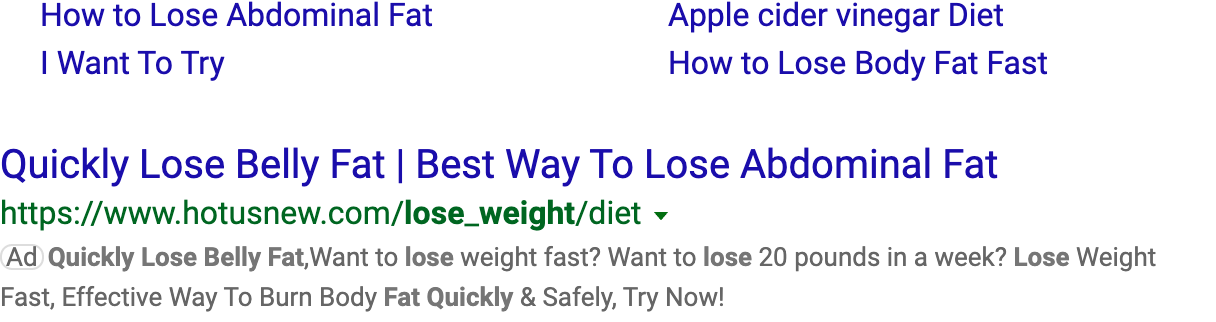 How to Lose Abdominal Fat
Apple cider vinegar Diet
I Want To Try
How to Lose Body Fat Fast
Quickly Lose Belly Fat | Best Way To Lose Abdominal Fat
https://www.hotusnew.com/lose_weight/diet
Ad Quickly Lose Belly Fat,Want to lose weight fast? Want to lose 20 pounds in a week? Lose Weight
Fast, Effective Way To Burn Body Fat Quickly & Safely, Try Now!